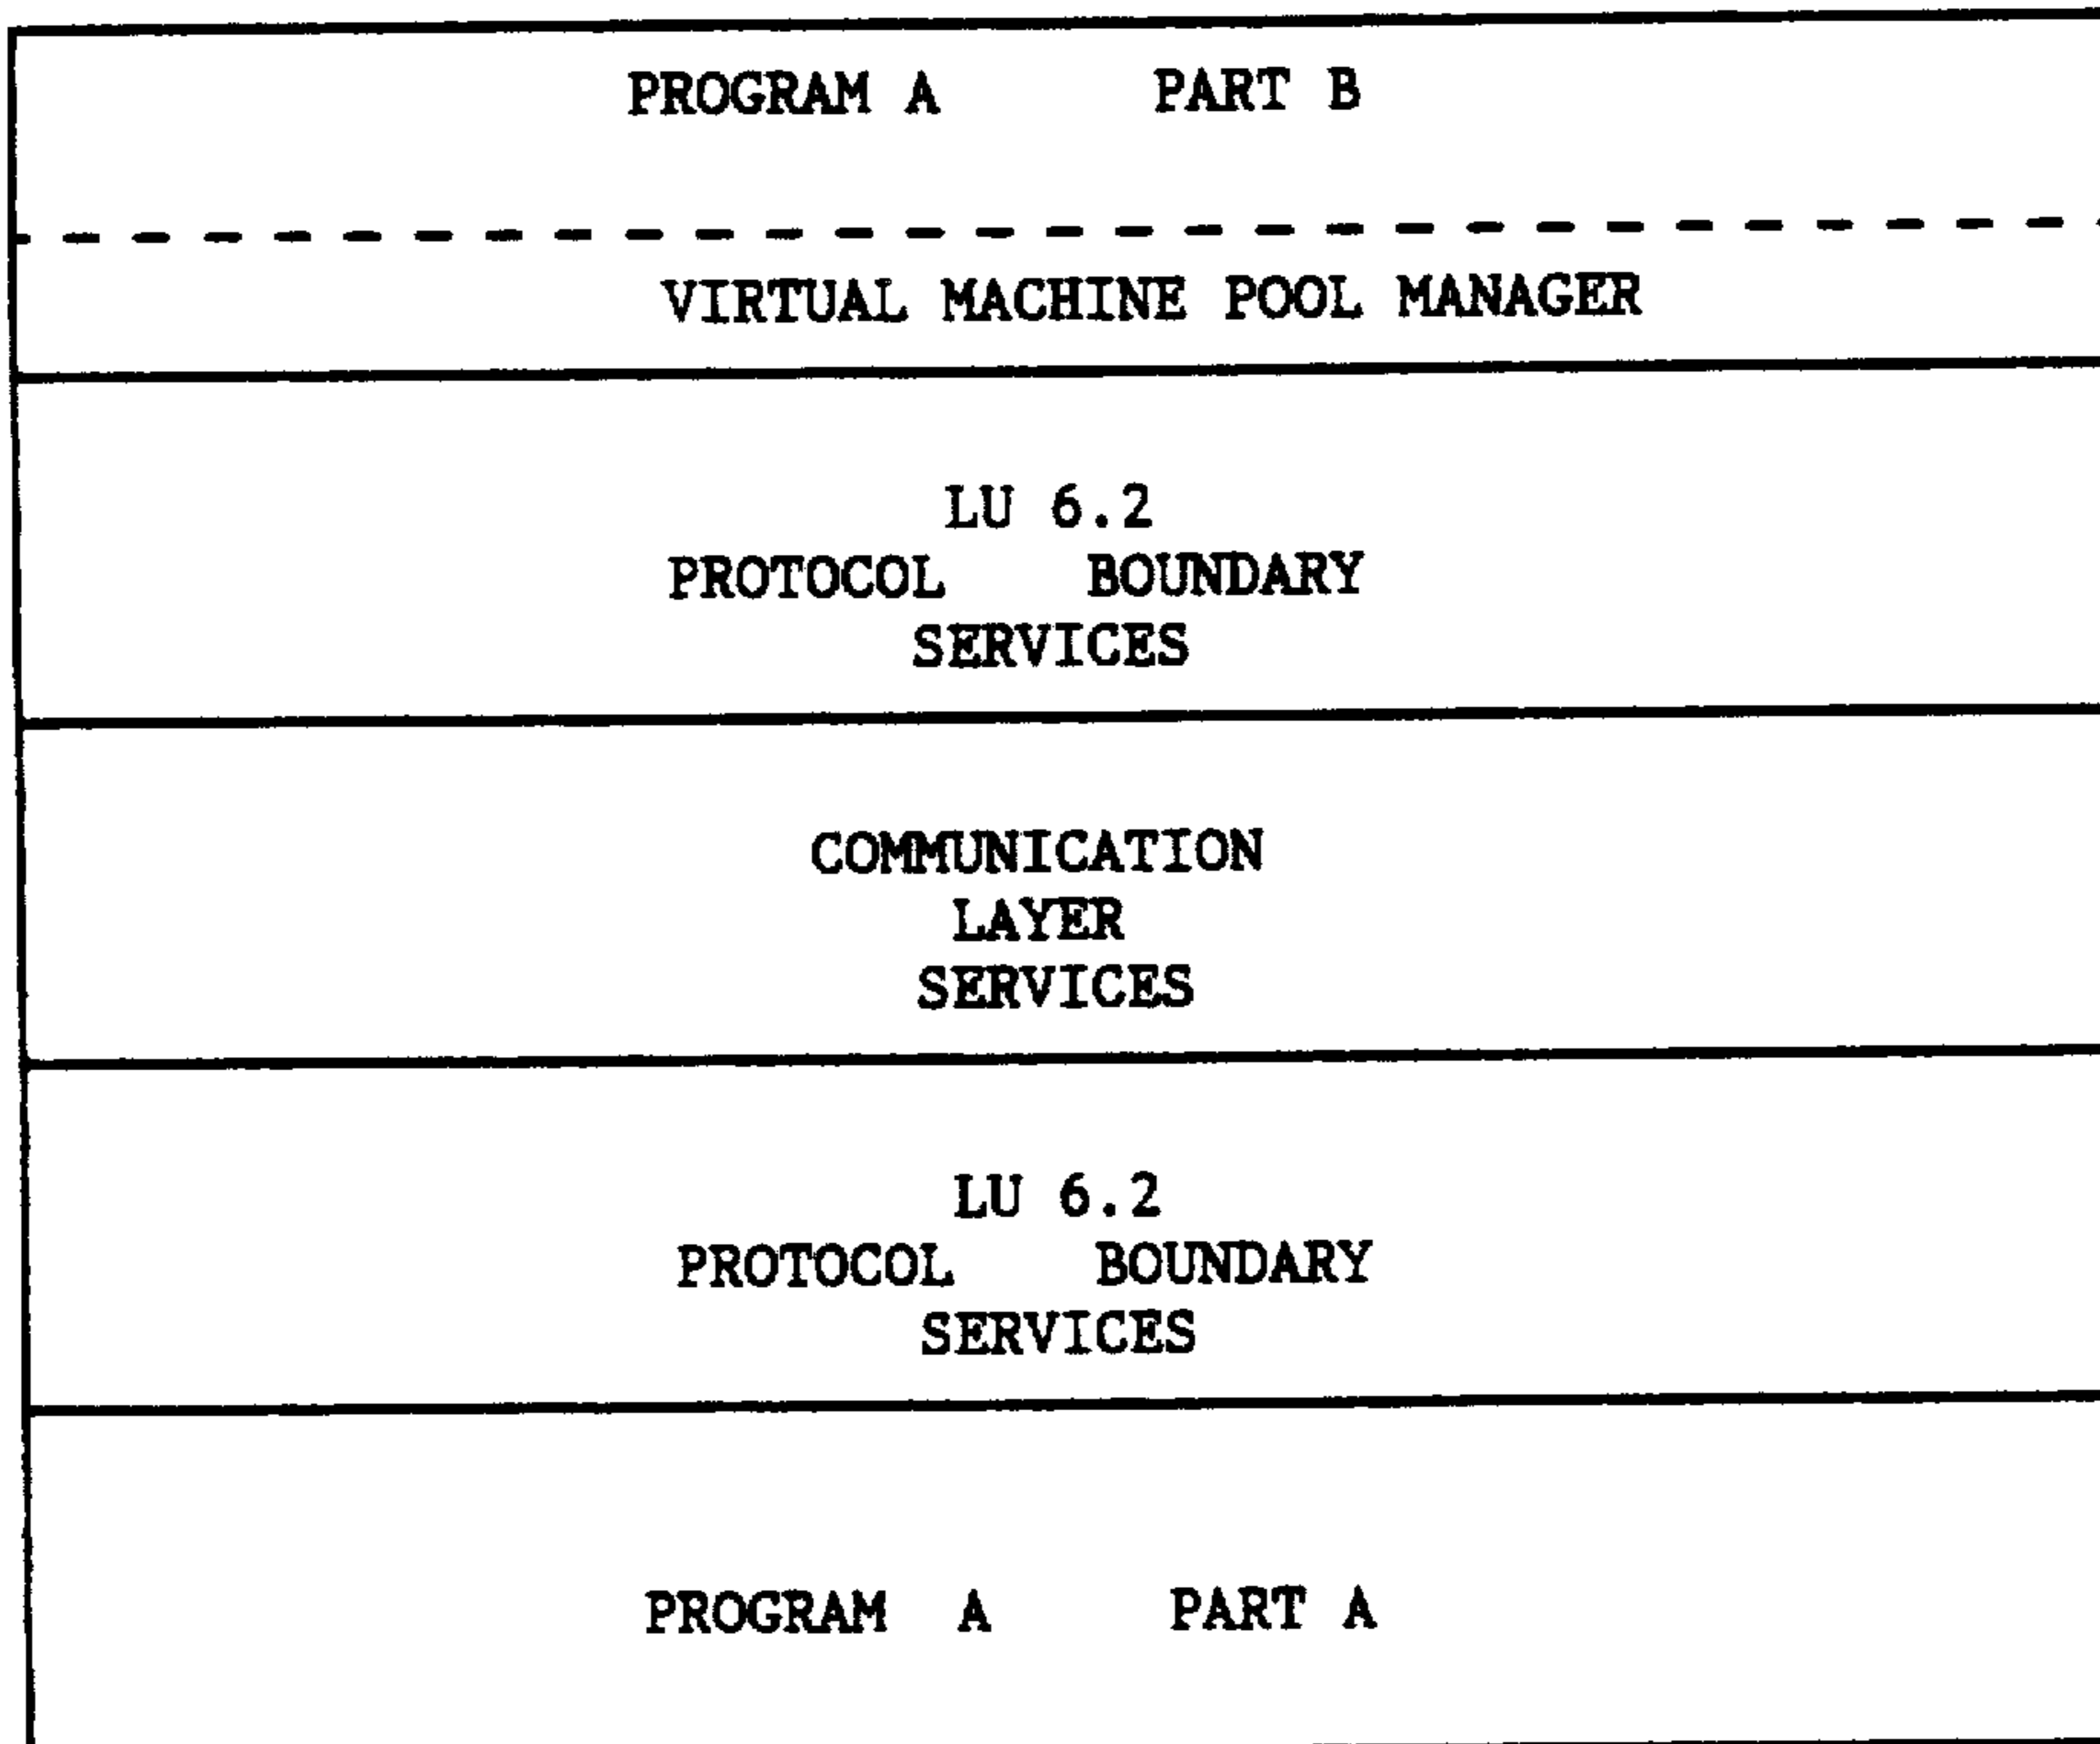 PROGRAM A PART B
VIRTUAL MACHINE POOL MANAGER
LU 6.2
PROTOCOL BOUNDARY
SERVICES
COMMUNICATION
LAYER
SERVICES
LU 6.2
PROTOCOL BOUNDARY
SERVICES
PROGRAM A PART A